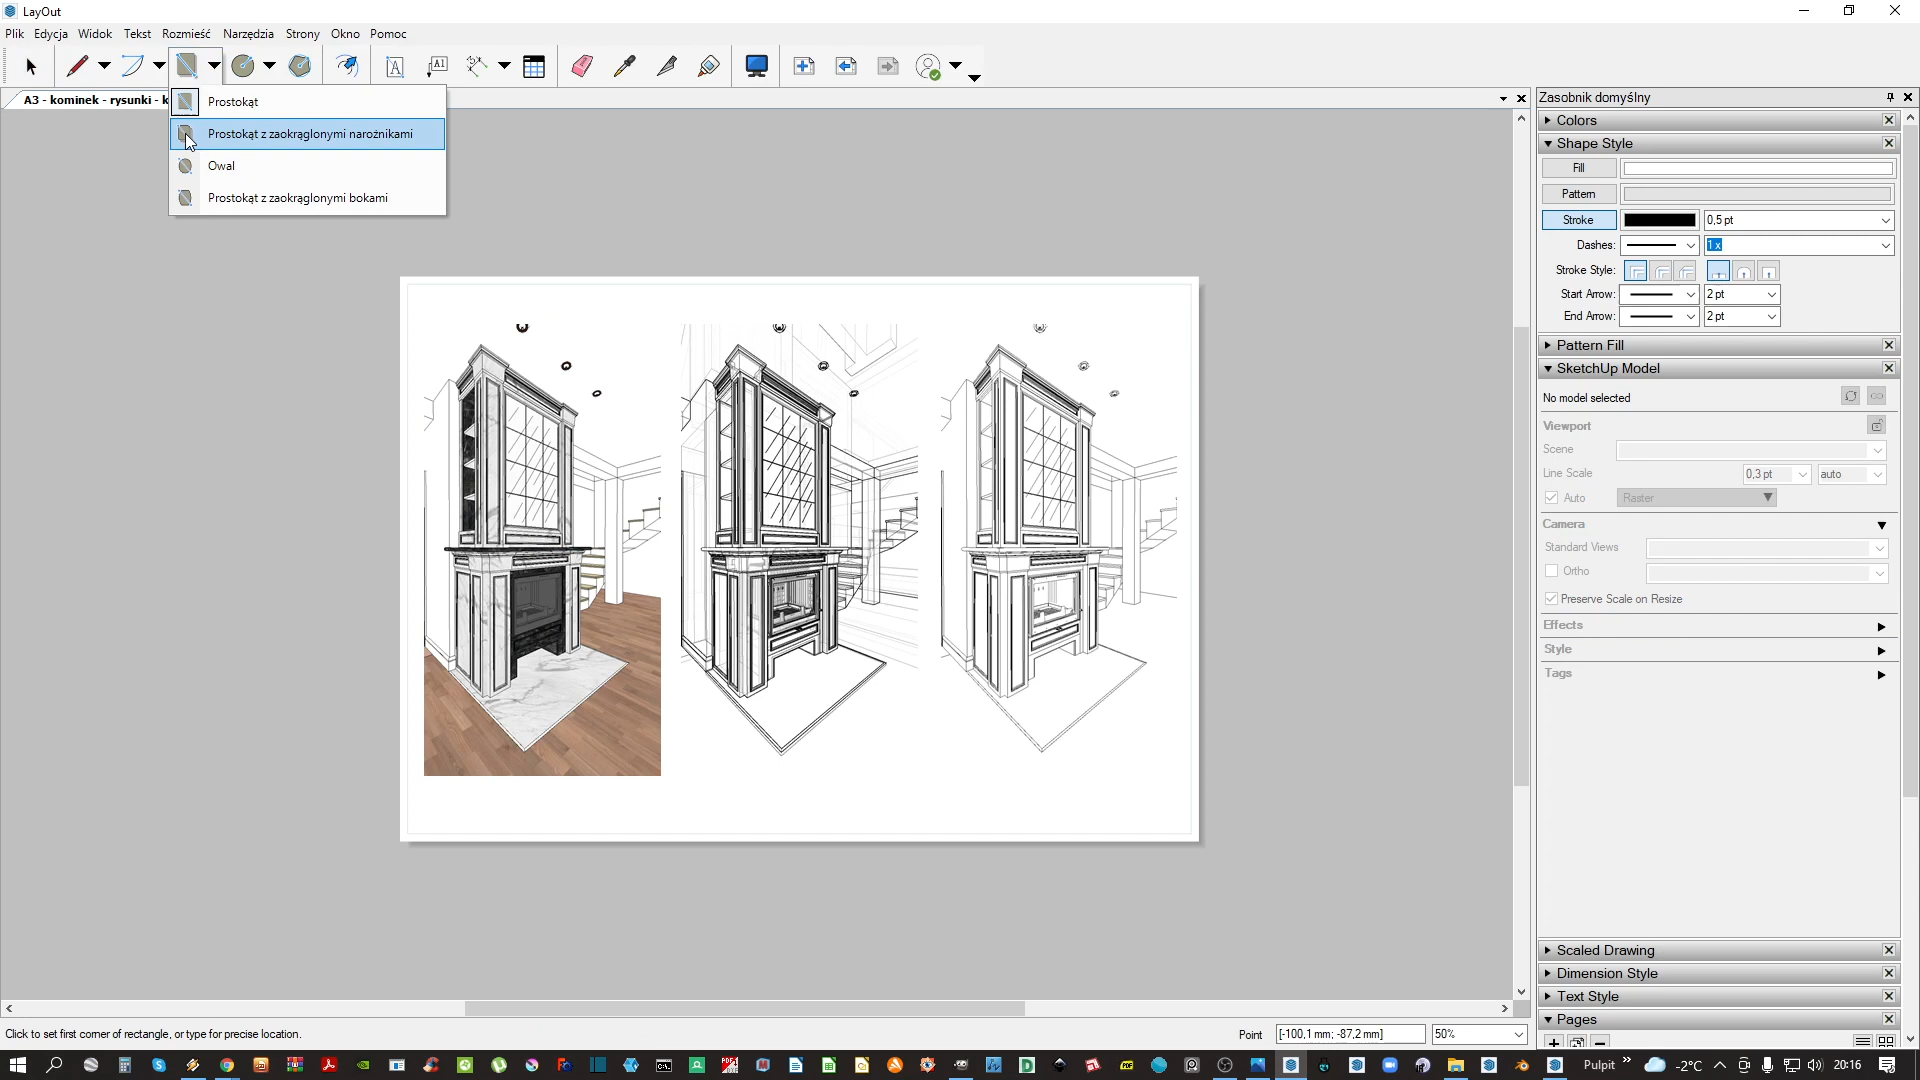 LayOut
Plik Edycja Widok Tekst Rozmieść Narzędzia Strony Okno Pomoc
A3 - kominek - rysunki - k
Prostokąt
Prostokąt z zaokrąglonymi narożnikami
Owal
Prostokąt z zaokrąglonymi bokami
Zasobnik domyślny
Colors
Shape Style
Fill
Pattern
Stroke 0,5 pt
Dashes: 1 x
Stroke Style:
Start Arrow: 2 pt
End Arrow: 2 pt
Pattern Fill
SketchUp Model
No model selected
Viewport
Scene
Line Scale 0,3 pt auto
Auto Raster
Camera
Standard Views
Ortho
Preserve Scale on Resize
Effects
Style
Tags
Scaled Drawing
Dimension Style
Text Style
Pages
Click to set first corner of rectangle, or type for precise location. Point [-100,1 mm; -87,2 mm] 50%
Pulpit -2°C 20:16